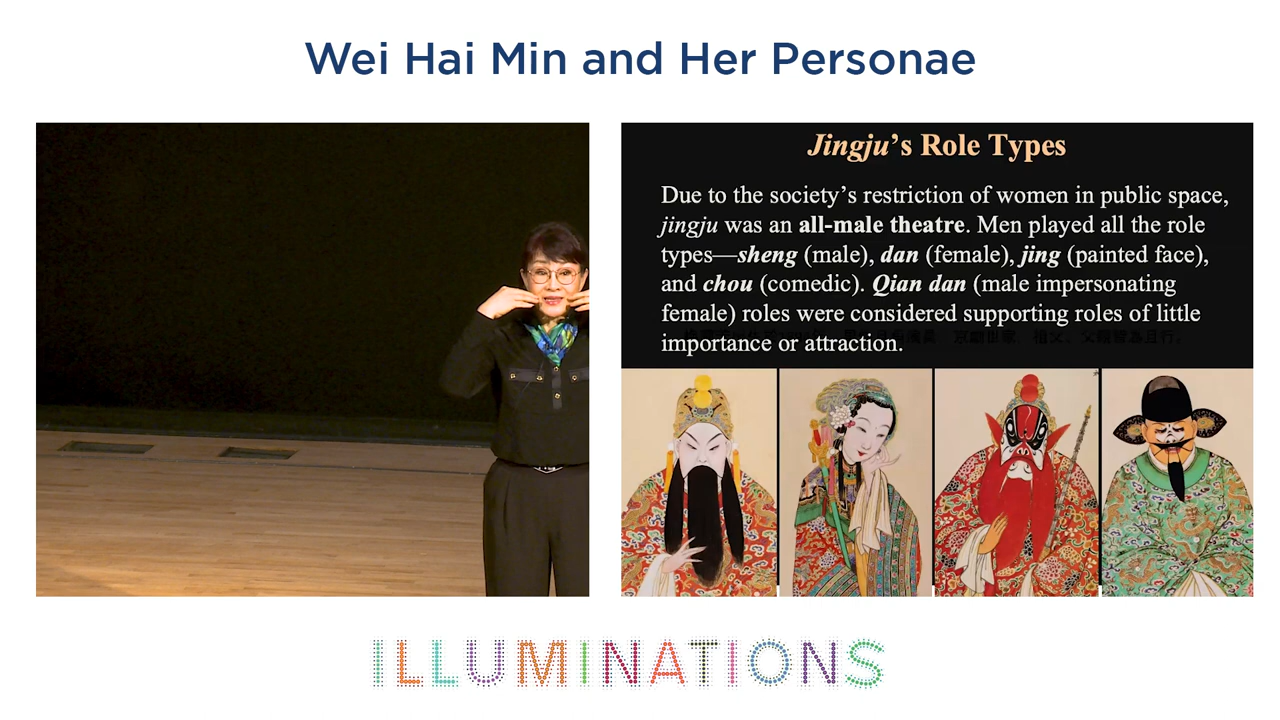 Wei Hai Min and Her Personae
Jingju’s Role Types
Due to the society’s restriction of women in public space,
jingju was an all-male theatre. Men played all the role
types—sheng (male), dan (female), jing (painted face),
and chou (comedic). Qian dan (male impersonating
female) roles were considered supporting roles of little
importance or attraction.
ILLUMINATIONS